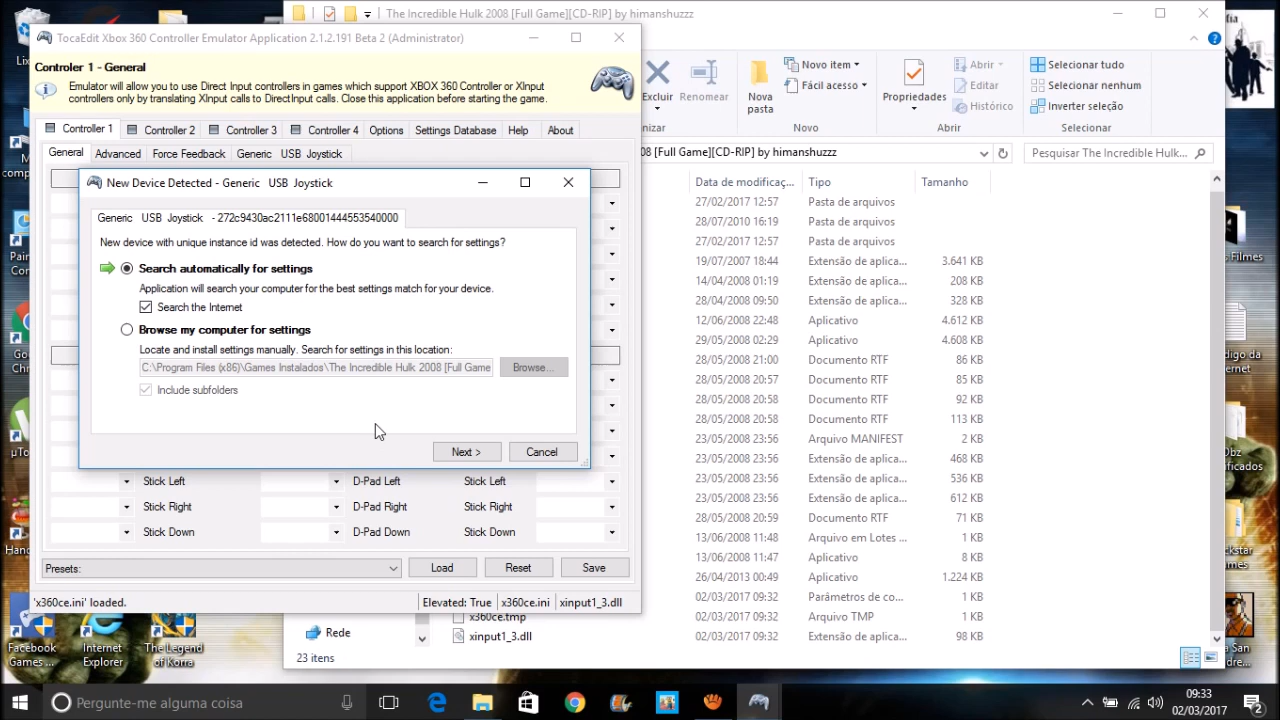 The Incredible Hulk 2008 [Full Game][CD-RIP] by himanshuzzz
TocaEdit Xbox 360 Controller Emulator Application 2.1.2.191 Beta 2 (Administrator)
Controler 1 - General
Emulator will allow you to use Direct Input controllers in games which support XBOX 360 Controller or XInput
controllers only by translating XInput calls to DirectInput calls. Close this application before starting the game.
Controller 1 Controller 2 Controller 3 Controller 4 Options Settings Database Help About
General Advanced Force Feedback Generic USB Joystick
New Device Detected - Generic USB Joystick
Generic USB Joystick - 272c9430ac2111e68001444553540000
New device with unique instance id was detected. How do you want to search for settings?
Search automatically for settings
Application will search your computer for the best settings match for your device.
Search the Internet
Browse my computer for settings
Locate and install settings manually. Search for settings in this location:
C:\Program Files (x86)\Games Instalados\The Incredible Hulk 2008 [Full Game
Browse...
Include subfolders
Next >
Cancel
Stick Left D-Pad Left Stick Left
Stick Right D-Pad Right Stick Right
Stick Down D-Pad Down Stick Down
Presets:
Load
Reset
Save
'x360ce.ini' loaded.
Elevated: True
x360ce.ini
xinput1_3.dll
Excluir
Renomear
Nova
pasta
Novo item
Fácil acesso
Novo
Propriedades
Abrir
Editar
Histórico
Abrir
Selecionar tudo
Selecionar nenhum
Inverter seleção
Selecionar
nizar
08 [Full Game][CD-RIP] by himanshuzzz
Pesquisar The Incredible Hulk...
Data de modificaç... Tipo Tamanho
27/02/2017 12:57 Pasta de arquivos
28/07/2010 16:19 Pasta de arquivos
27/02/2017 12:57 Pasta de arquivos
19/07/2007 18:44 Extensão de aplica... 3.641 KB
14/04/2008 01:19 Extensão de aplica... 208 KB
28/04/2008 09:50 Extensão de aplica... 328 KB
12/06/2008 22:48 Aplicativo 4.612 KB
29/05/2008 02:29 Aplicativo 4.608 KB
28/05/2008 21:00 Documento RTF 86 KB
28/05/2008 20:57 Documento RTF 85 KB
28/05/2008 20:58 Documento RTF 92 KB
28/05/2008 20:58 Documento RTF 113 KB
23/05/2008 23:56 Arquivo MANIFEST 2 KB
23/05/2008 23:56 Extensão de aplica... 468 KB
23/05/2008 23:56 Extensão de aplica... 536 KB
23/05/2008 23:56 Extensão de aplica... 612 KB
28/05/2008 20:59 Documento RTF 71 KB
13/06/2008 11:48 Arquivo em Lotes ... 1 KB
13/06/2008 11:47 Aplicativo 8 KB
26/04/2013 00:49 Aplicativo 1.224 KB
02/03/2017 09:32 Parâmetros de co... 1 KB
x360ce.tmp 02/03/2017 09:32 Arquivo TMP 1 KB
xinput1_3.dll 02/03/2017 09:32 Extensão de aplica... 98 KB
Rede
23 itens
Facebook
Games ...
Internet
Explorer
The Legend
of Korra
Pergunte-me alguma coisa
09:33
02/03/2017
2